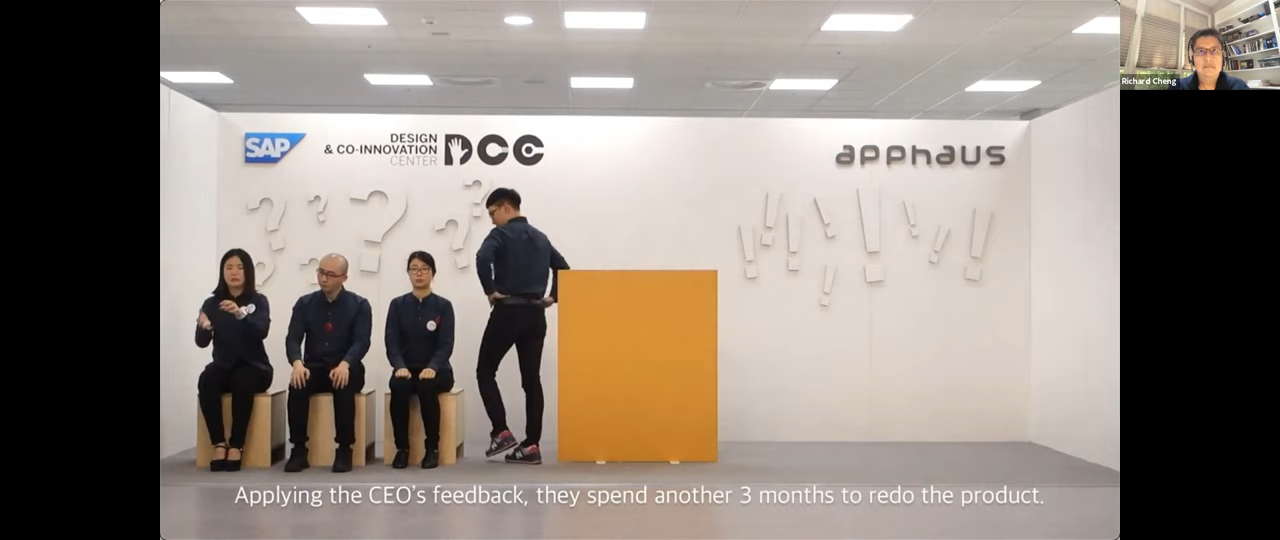 SAP
DESIGN
& CO-INNOVATION
CENTER
DCC
apphaus
? ? ? ? ? ? ?
! ! ! ! ! ! ! ! !
Applying the CEO's feedback, they spend another 3 months to redo the product.
Richard Cheng